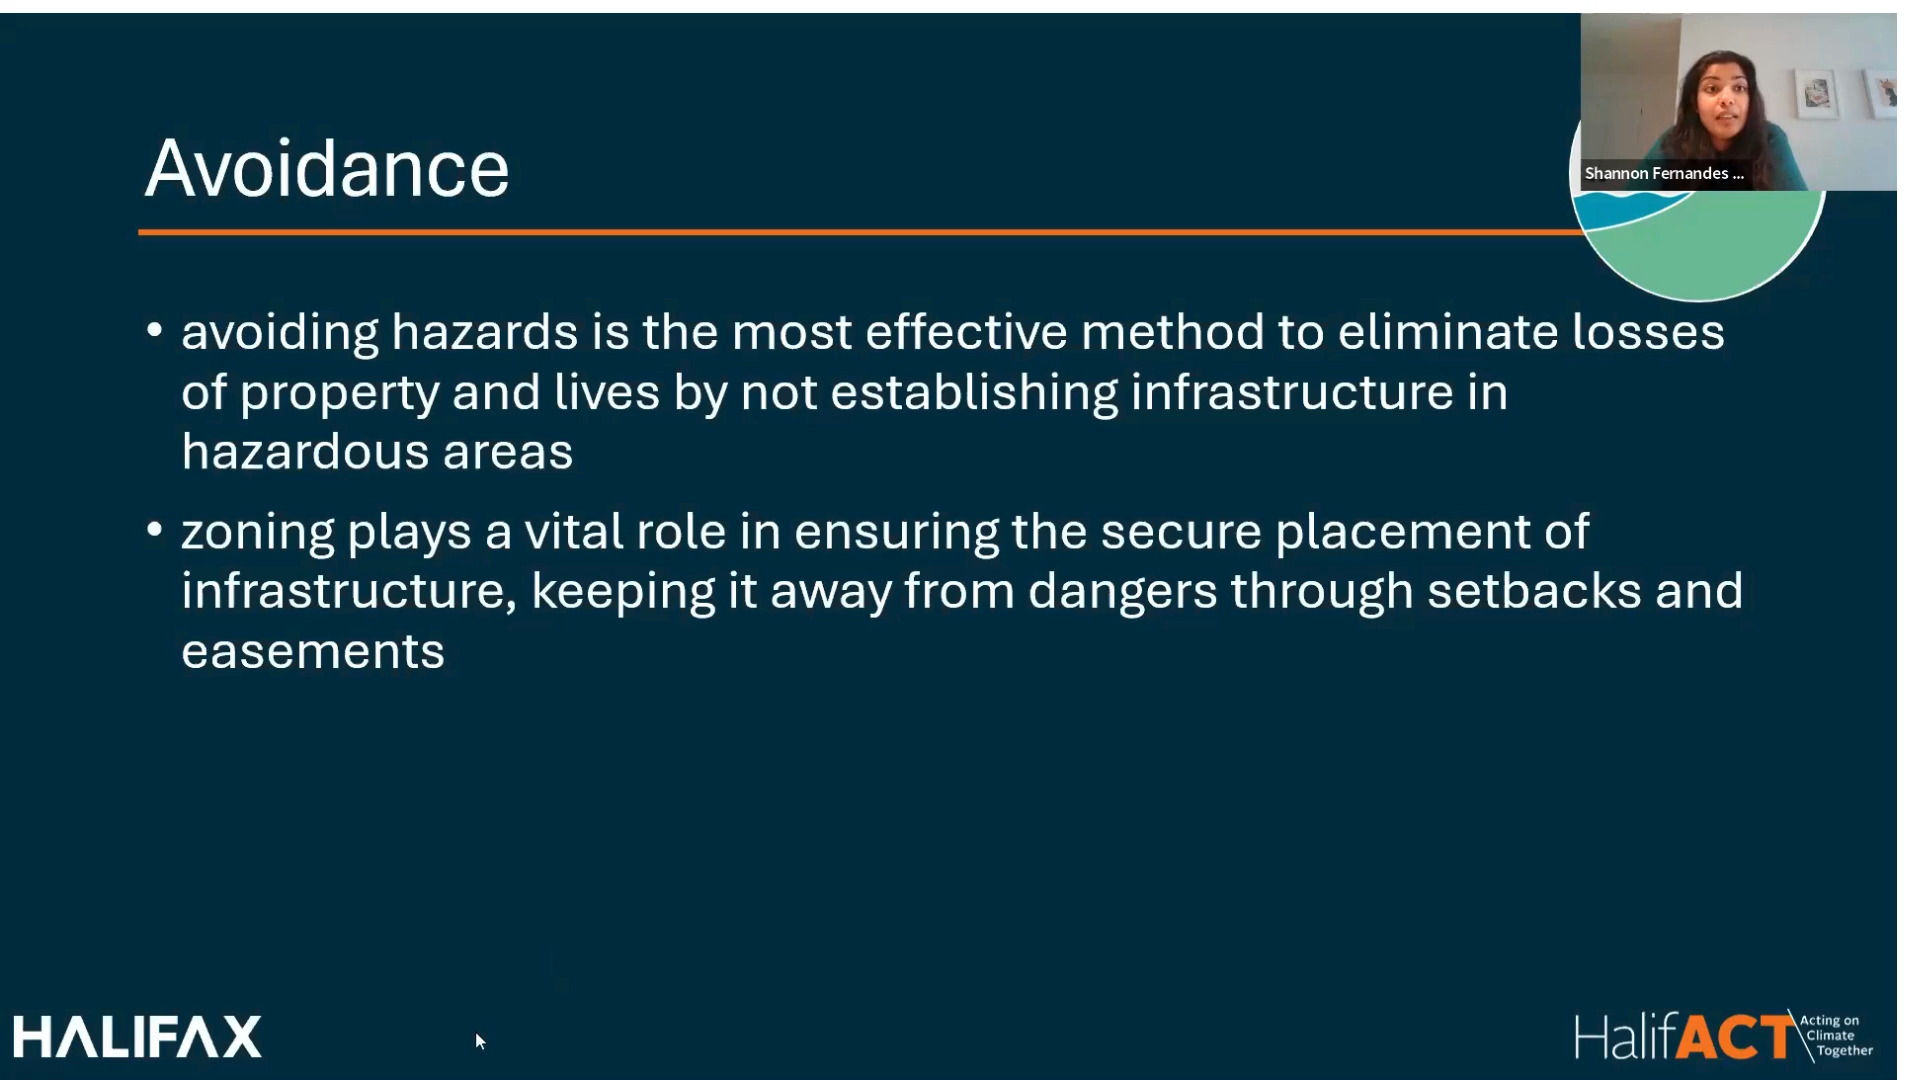 Shannon Fernandes ...
Avoidance
• avoiding hazards is the most effective method to eliminate losses
of property and lives by not establishing infrastructure in
hazardous areas
• zoning plays a vital role in ensuring the secure placement of
infrastructure, keeping it away from dangers through setbacks and
easements
HALIFAX
HalifACT
Acting on
Climate
Together